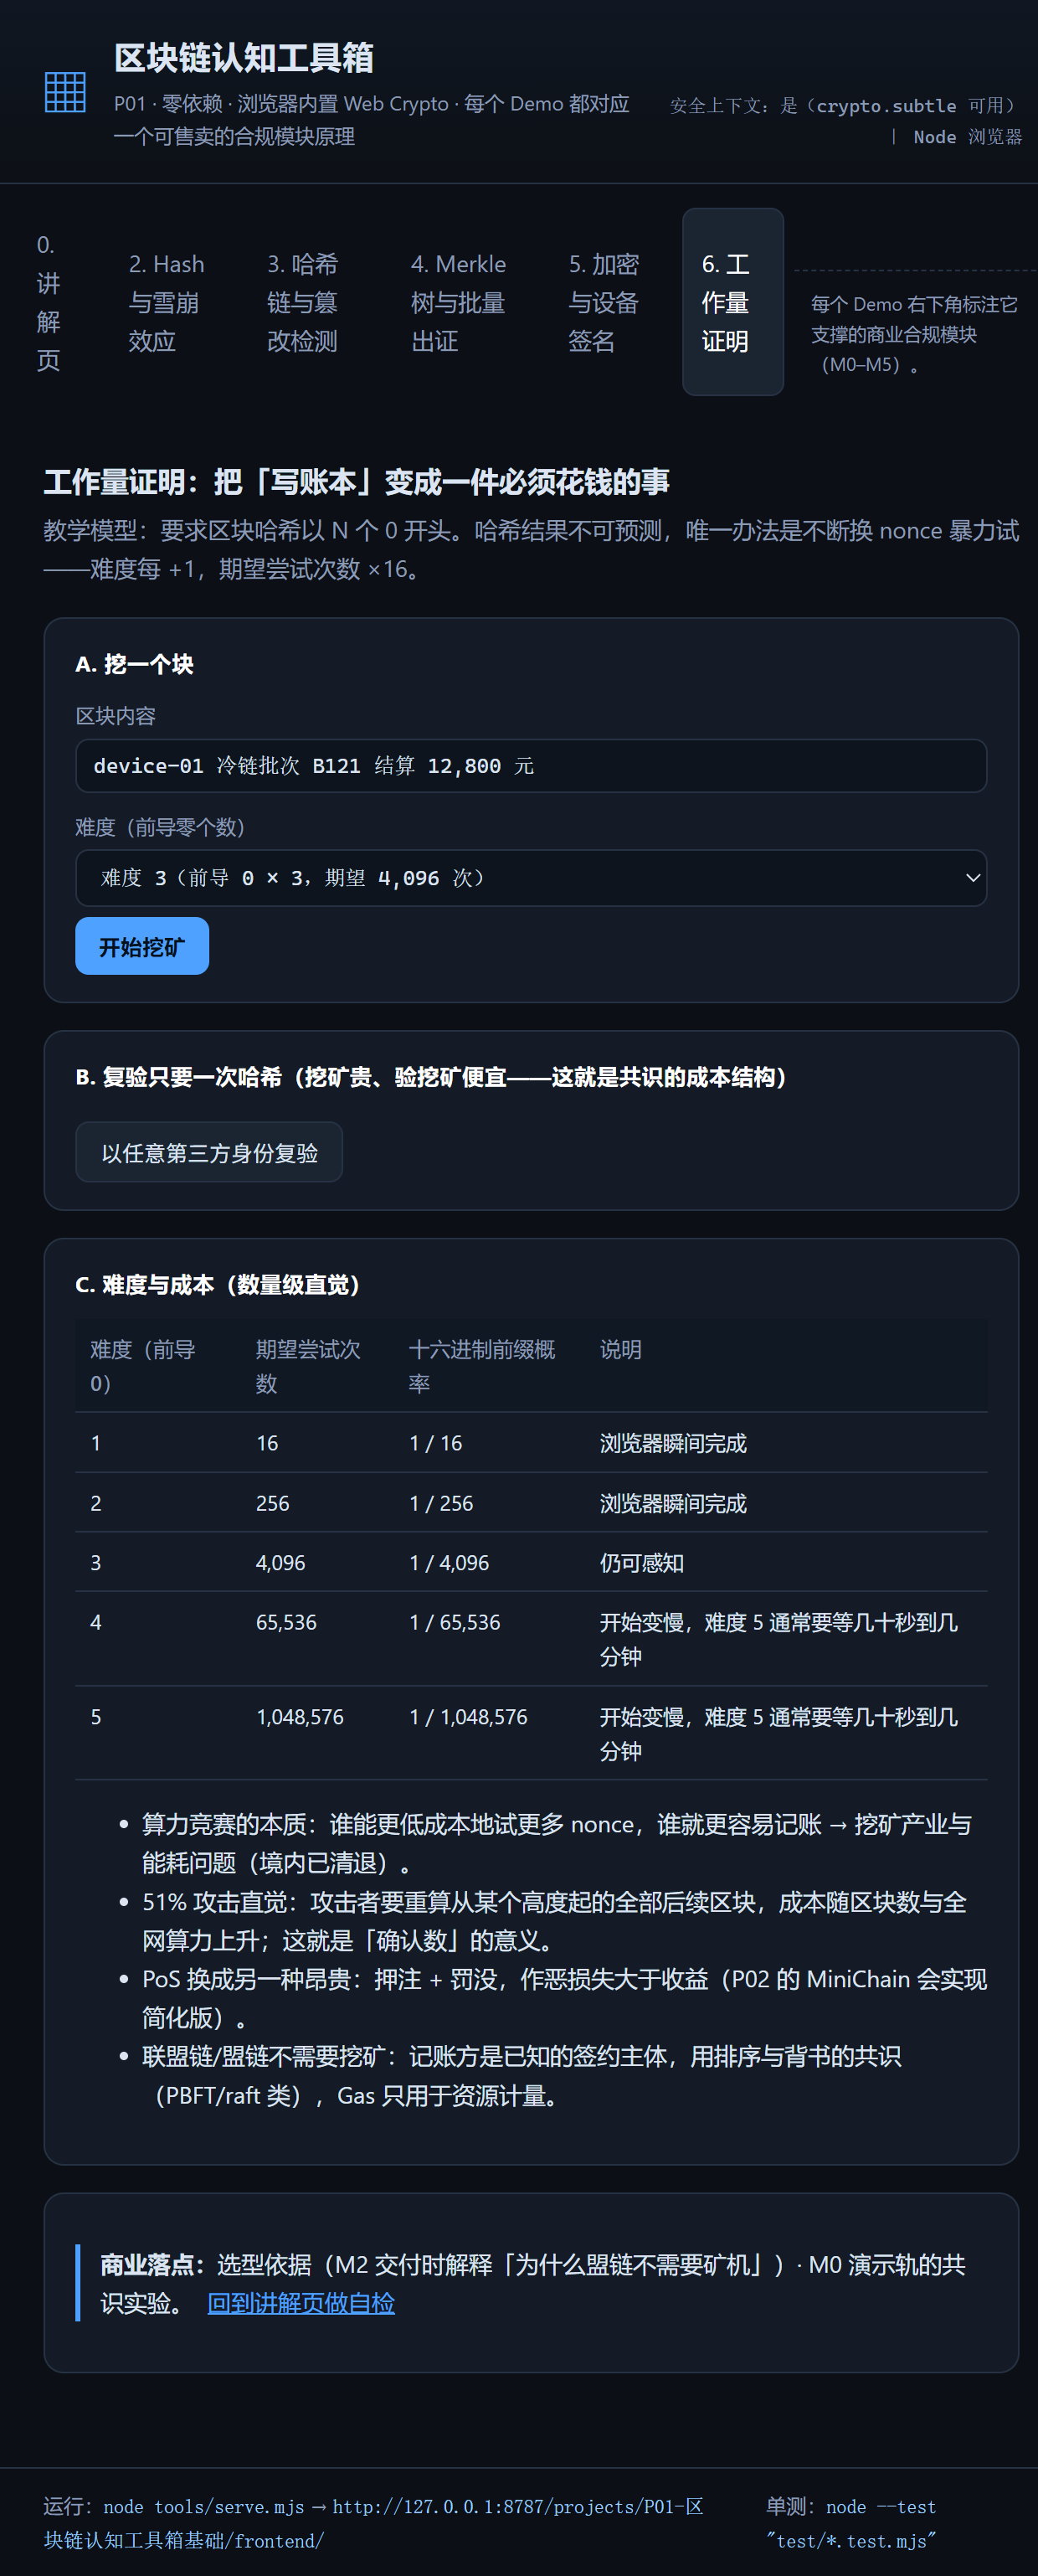 区块链认知工具箱
P01 · 零依赖 · 浏览器内置 Web Crypto · 每个 Demo 都对应
一个可售卖的合规模块原理
安全上下文：是（crypto.subtle 可用）
| Node 浏览器
0.
讲
解
页
2. Hash
与雪崩
效应
3. 哈希
链与篡
改检测
4. Merkle
树与批量
出证
5. 加密
与设备
签名
6. 工
作量
证明
每个 Demo 右下角标注它
支撑的商业合规模块
（M0–M5）。
工作量证明：把「写账本」变成一件必须花钱的事
教学模型：要求区块哈希以 N 个 0 开头。哈希结果不可预测，唯一办法是不断换 nonce 暴力试
——难度每 +1，期望尝试次数 ×16。
A. 挖一个块
区块内容
device-01 冷链批次 B121 结算 12,800 元
难度（前导零个数）
难度 3（前导 0 × 3，期望 4,096 次）
开始挖矿
B. 复验只要一次哈希（挖矿贵、验挖矿便宜——这就是共识的成本结构）
以任意第三方身份复验
C. 难度与成本（数量级直觉）
难度（前导
0）
期望尝试次
数
十六进制前缀概
率
说明
1 16 1 / 16 浏览器瞬间完成
2 256 1 / 256 浏览器瞬间完成
3 4,096 1 / 4,096 仍可感知
4 65,536 1 / 65,536 开始变慢，难度 5 通常要等几十秒到几
分钟
5 1,048,576 1 / 1,048,576 开始变慢，难度 5 通常要等几十秒到几
分钟
• 算力竞赛的本质：谁能更低成本地试更多 nonce，谁就更容易记账 → 挖矿产业与
能耗问题（境内已清退）。
• 51% 攻击直觉：攻击者要重算从某个高度起的全部后续区块，成本随区块数与全
网算力上升；这就是「确认数」的意义。
• PoS 换成另一种昂贵：押注 + 罚没，作恶损失大于收益（P02 的 MiniChain 会实现
简化版）。
• 联盟链/盟链不需要挖矿：记账方是已知的签约主体，用排序与背书的共识
（PBFT/raft 类），Gas 只用于资源计量。
商业落点：选型依据（M2 交付时解释「为什么盟链不需要矿机」）· M0 演示轨的共
识实验。 回到讲解页做自检
运行：node tools/serve.mjs → http://127.0.0.1:8787/projects/P01-区
块链认知工具箱基础/frontend/
单测：node --test
"test/*.test.mjs"